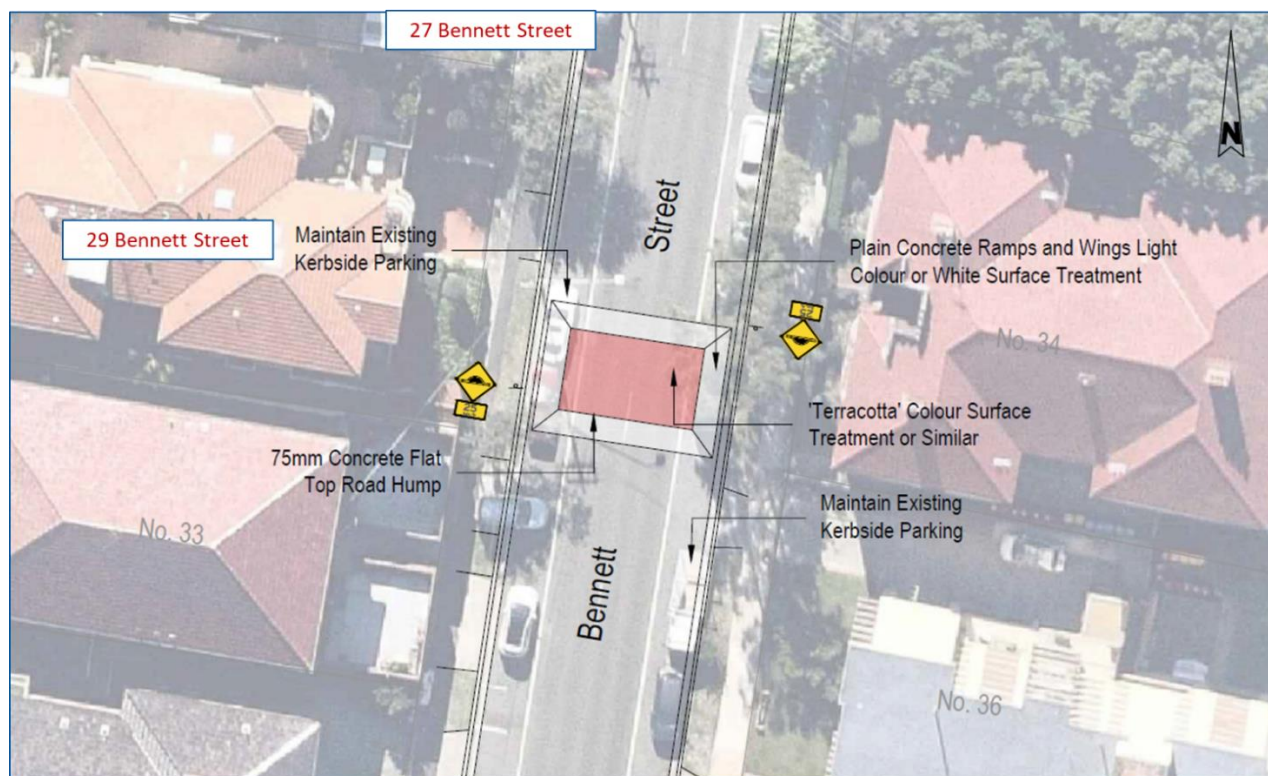 27 Bennett Street
N
Street
29 Bennett Street
Maintain Existing
Kerbside Parking
Plain Concrete Ramps and Wings Light
Colour or White Surface Treatment
25
No. 34
25
'Terracotta' Colour Surface
Treatment or Similar
75mm Concrete Flat
Top Road Hump
No. 33
Maintain Existing
Kerbside Parking
Bennett
No. 36